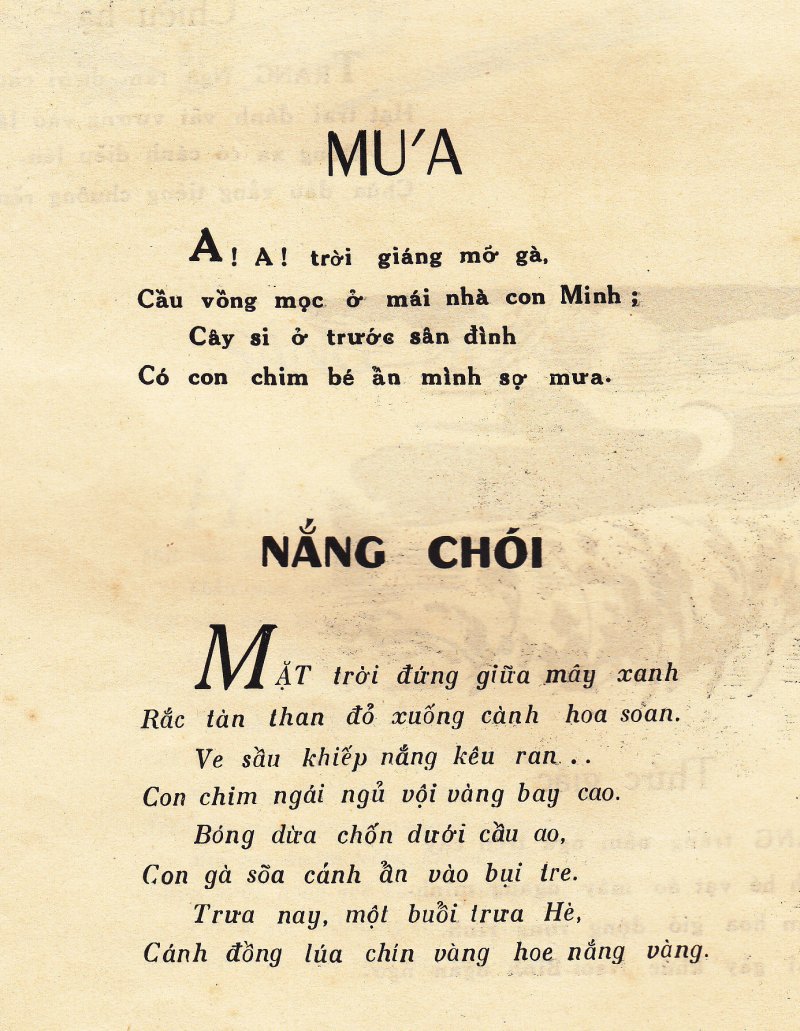 MƯA
A! A! trời giáng mớ gà,
Cầu vồng mọc ở mái nhà con Minh ;
Cây si ở trước sân đình
Có con chim bé ẩn mình sợ mưa.
NẮNG CHÓI
MẶT trời đứng giữa mây xanh
Rắc tàn than đỏ xuống cành hoa soan.
Ve sầu khiếp nắng kêu ran . .
Con chim ngái ngủ vội vàng bay cao.
Bóng dừa chốn dưới cầu ao,
Con gà sõa cánh ẩn vào bụi tre.
Trưa nay, một buổi trưa Hè,
Cánh đồng lúa chín vàng hoe nắng vàng.